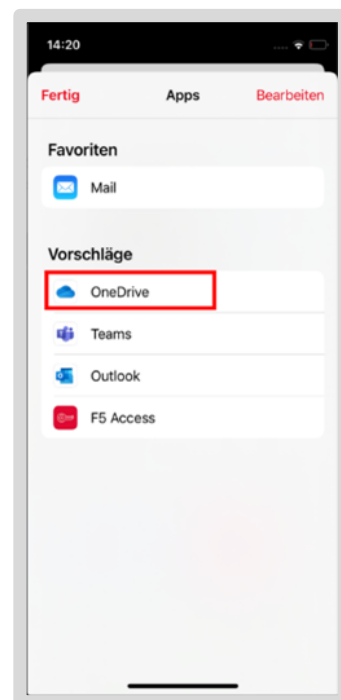 14:20
Fertig Apps Bearbeiten
Favoriten
Mail
Vorschläge
OneDrive
Teams
Outlook
F5 Access